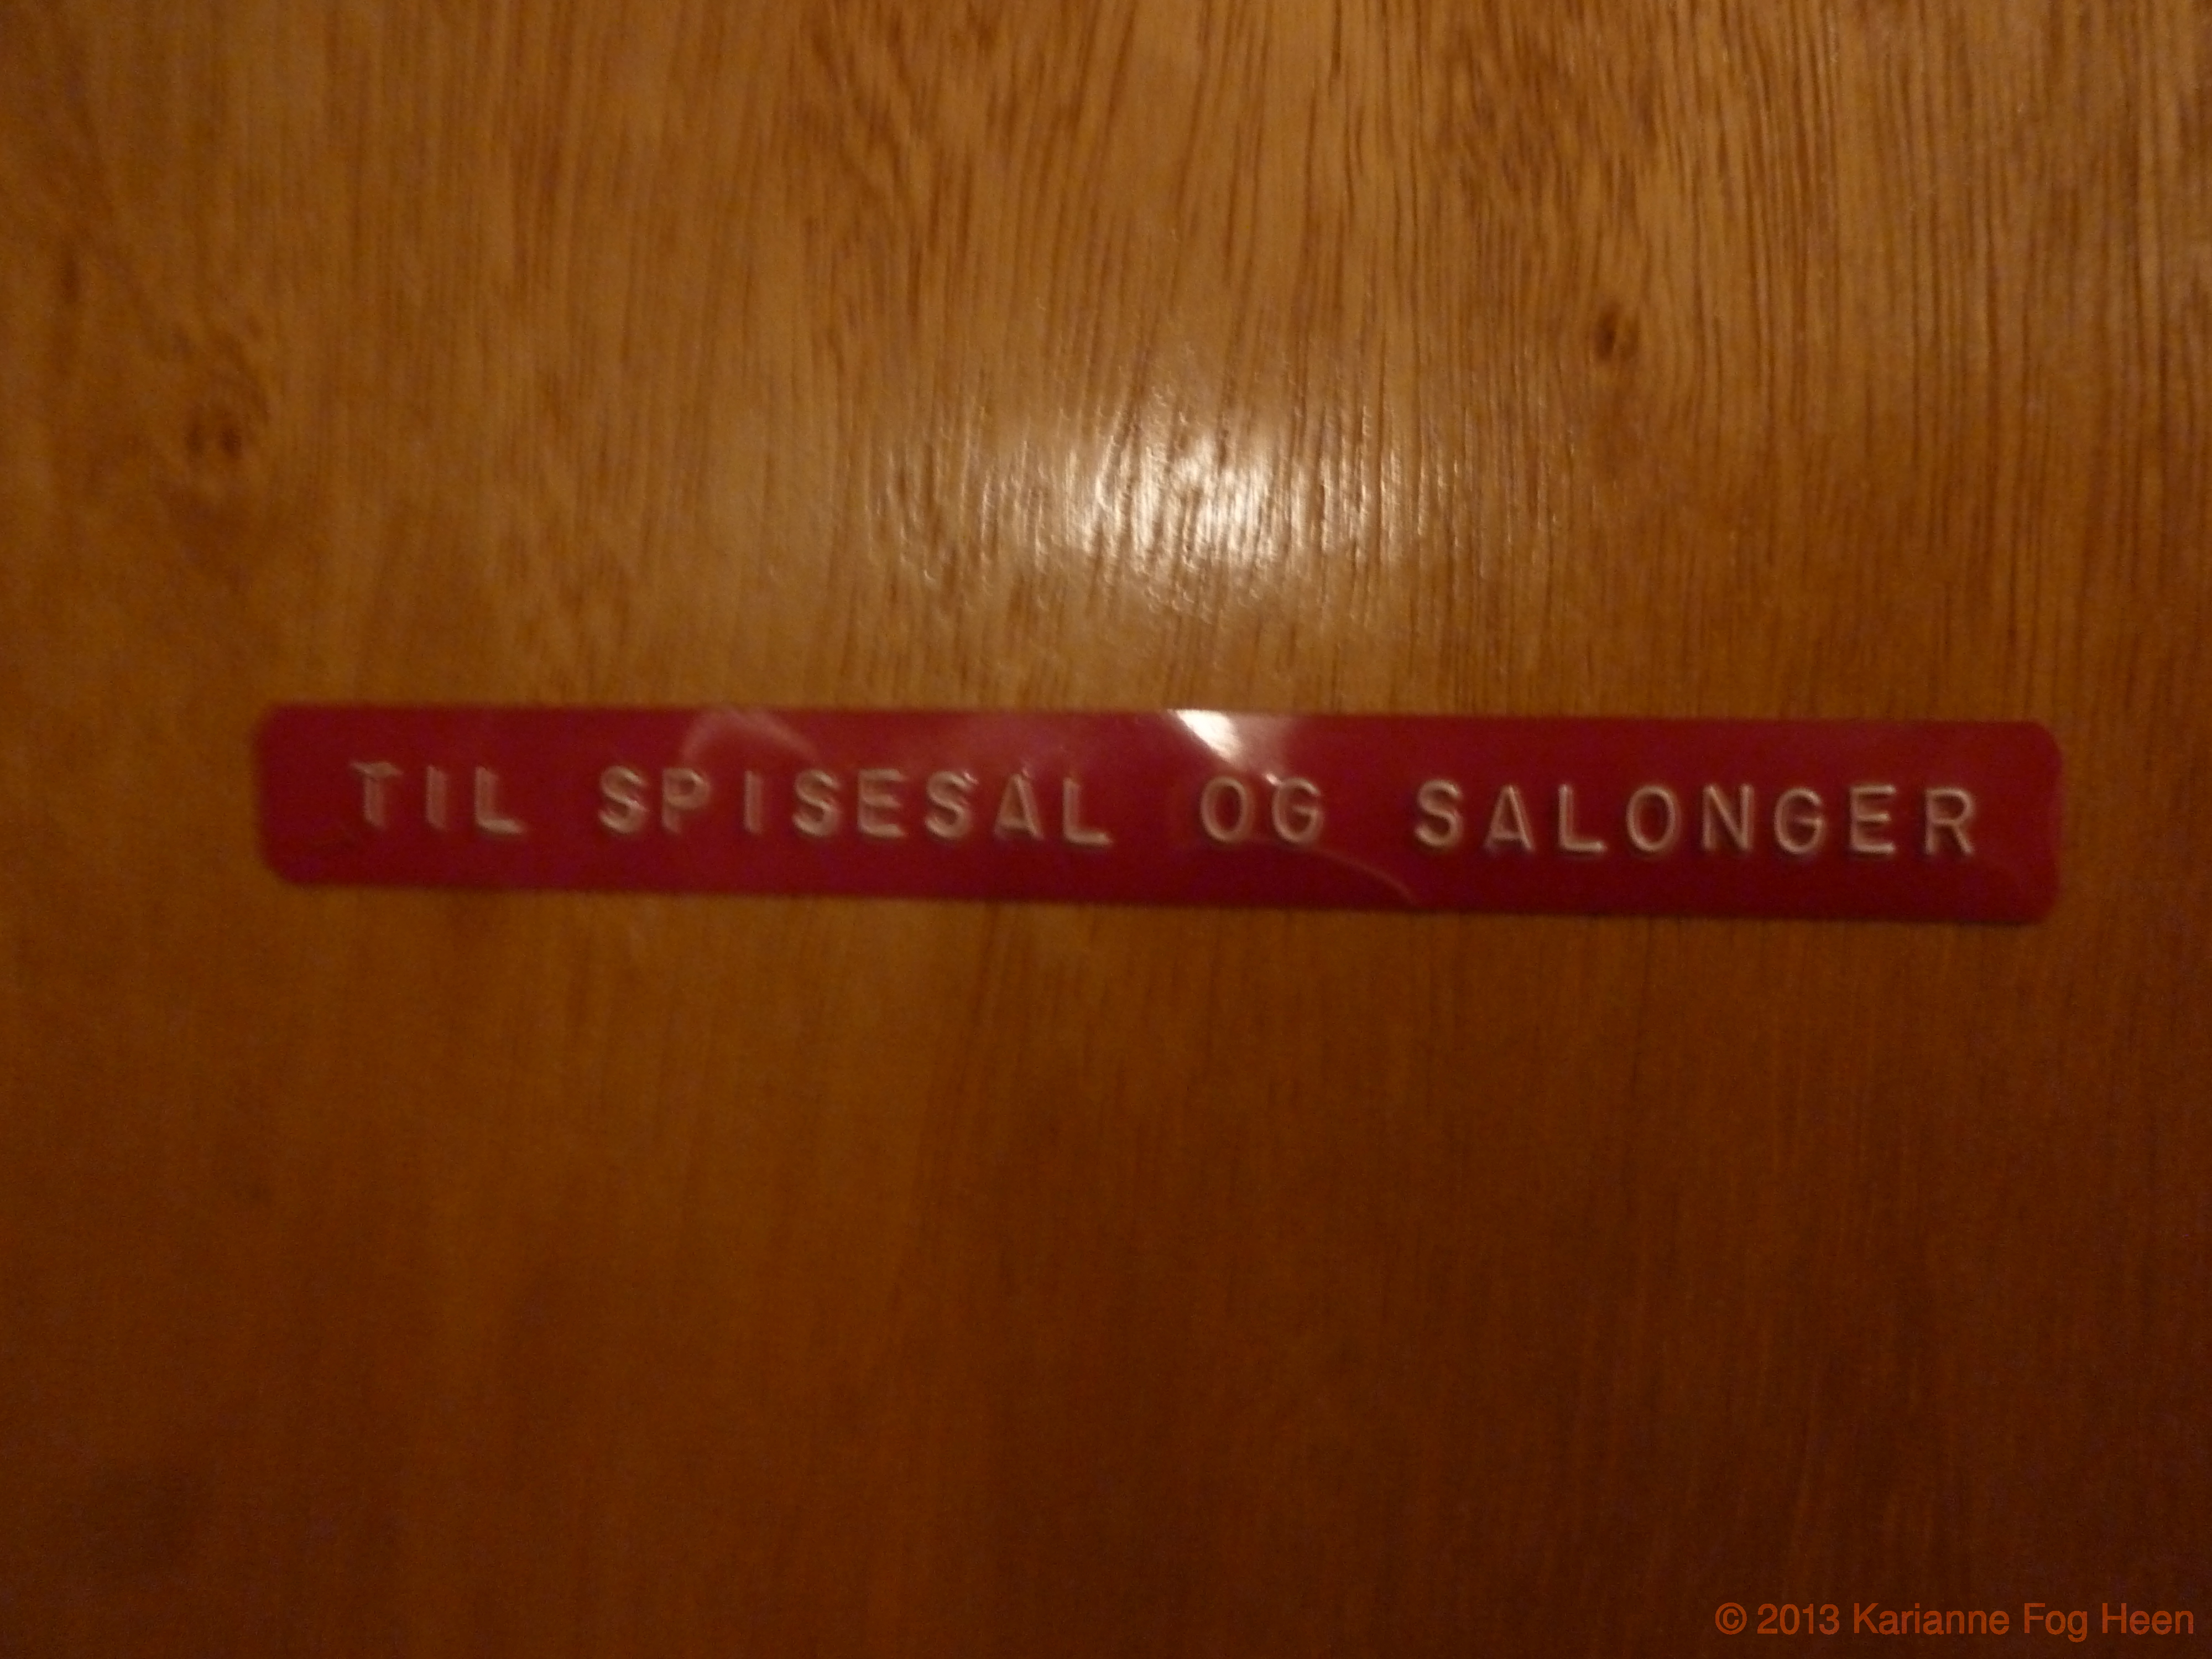 TIL SPISESAL OG SALONGER
© 2013 Karianne Fog Heen